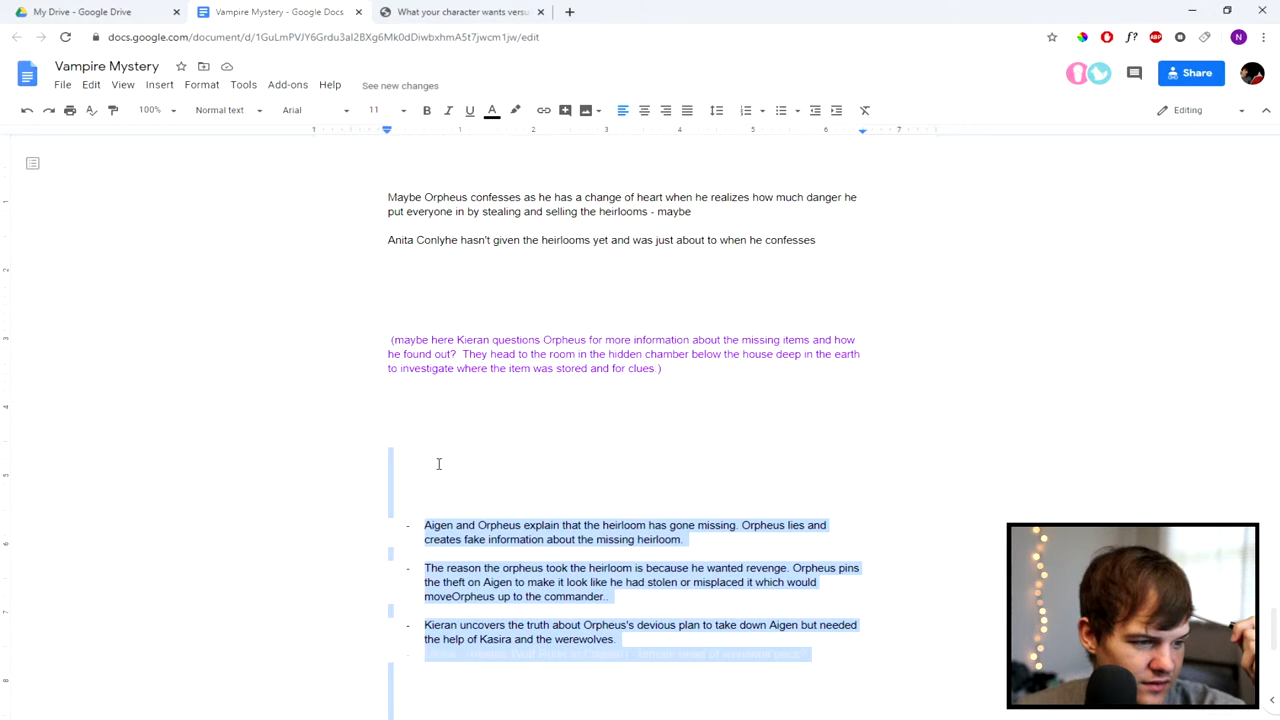 My Drive - Google Drive
Vampire Mystery - Google Docs
What your character wants versu
docs.google.com/document/d/1GuLmPVJY6Grdu3aI2BXg6Mk0dDiwbxhmA5t7jwcm1jw/edit
Vampire Mystery
File Edit View Insert Format Tools Add-ons Help See new changes
Share
100% Normal text Arial 11 Editing
1 1 2 3 4 5 6 7
Maybe Orpheus confesses as he has a change of heart when he realizes how much danger he
put everyone in by stealing and selling the heirlooms - maybe
Anita Conlyhe hasn't given the heirlooms yet and was just about to when he confesses
(maybe here Kieran questions Orpheus for more information about the missing items and how
he found out? They head to the room in the hidden chamber below the house deep in the earth
to investigate where the item was stored and for clues.)
- Aigen and Orpheus explain that the heirloom has gone missing. Orpheus lies and
creates fake information about the missing heirloom.
- The reason the orpheus took the heirloom is because he wanted revenge. Orpheus pins
the theft on Aigen to make it look like he had stolen or misplaced it which would
moveOrpheus up to the commander..
- Kieran uncovers the truth about Orpheus's devious plan to take down Aigen but needed
the help of Kasira and the werewolves.